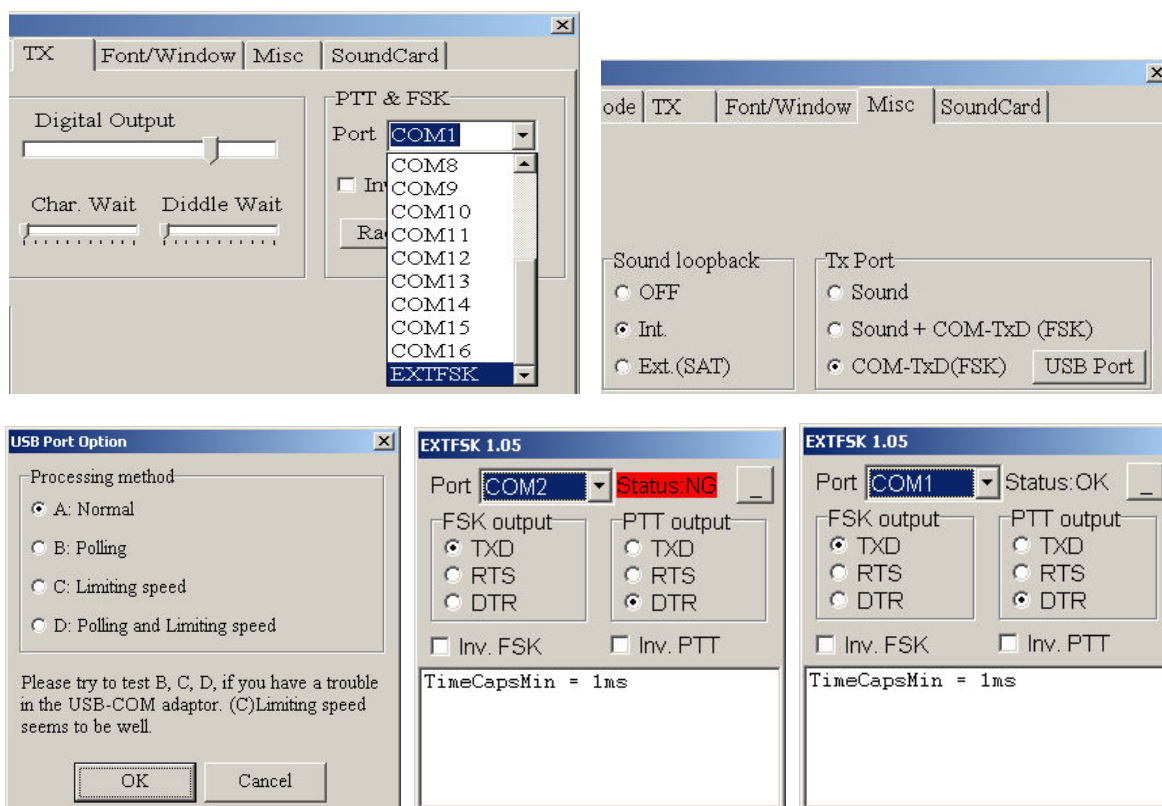 TX Font/Window Misc SoundCard
Digital Output
Char. Wait Diddle Wait
PTT & FSK
Port COM1
COM8
COM9
COM10
COM11
COM12
COM13
COM14
COM15
COM16
EXTFSK
ode TX Font/Window Misc SoundCard
Sound loopback
OFF
Int.
Ext.(SAT)
Tx Port
Sound
Sound + COM-TxD (FSK)
COM-TxD(FSK) USB Port
USB Port Option
Processing method
A: Normal
B: Polling
C: Limiting speed
D: Polling and Limiting speed
Please try to test B, C, D, if you have a trouble
in the USB-COM adaptor. (C)Limiting speed
seems to be well.
OK Cancel
EXTFSK 1.05
Port COM2 Status:NG _
FSK output
TXD
RTS
DTR
PTT output
TXD
RTS
DTR
Inv. FSK Inv. PTT
TimeCapsMin = 1ms
EXTFSK 1.05
Port COM1 Status:OK _
FSK output
TXD
RTS
DTR
PTT output
TXD
RTS
DTR
Inv. FSK Inv. PTT
TimeCapsMin = 1ms